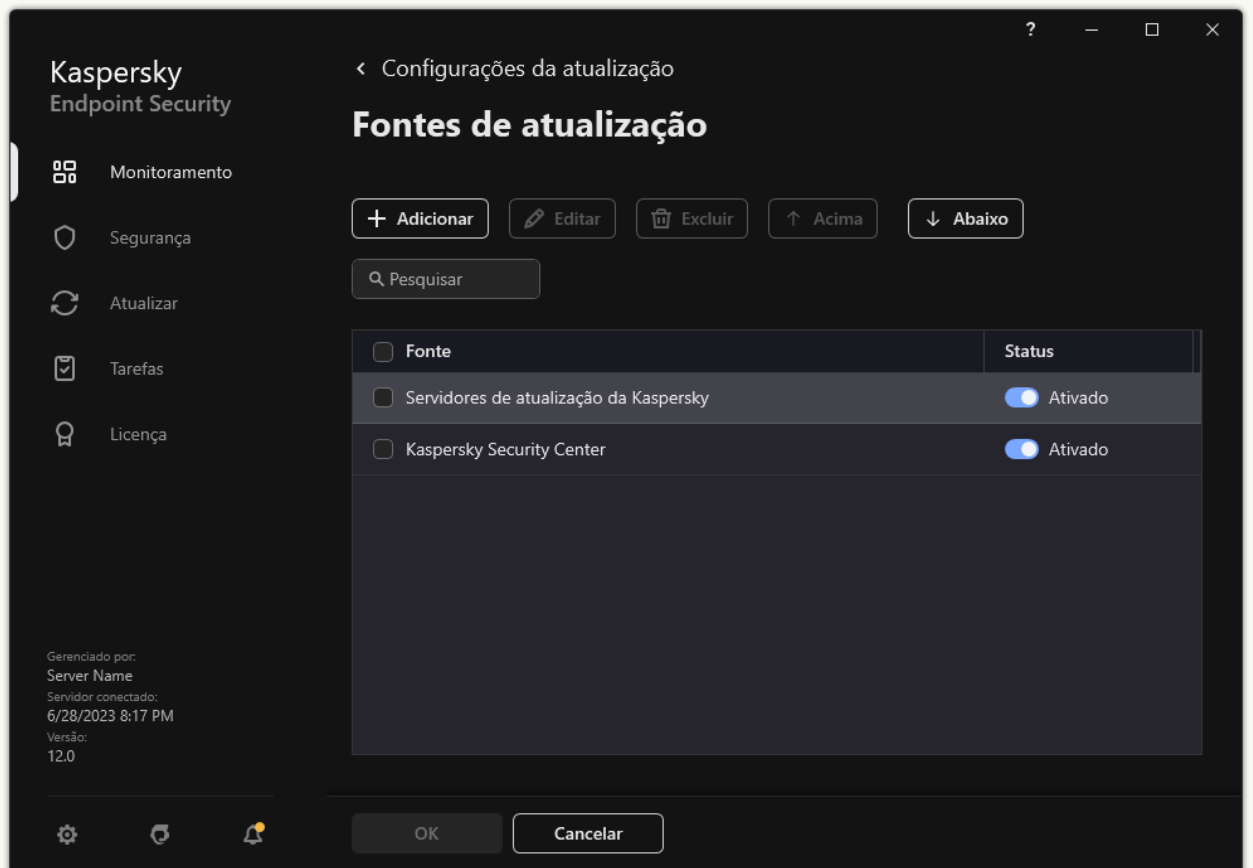 ?
Kaspersky
Endpoint Security
Monitoramento
Segurança
Atualizar
Tarefas
Licença
Gerenciado por:
Server Name
Servidor conectado:
6/28/2023 8:17 PM
Versão:
12.0
Configurações da atualização
Fontes de atualização
Adicionar Editar Excluir Acima Abaixo
Pesquisar
Fonte Status
Servidores de atualização da Kaspersky Ativado
Kaspersky Security Center Ativado
OK Cancelar